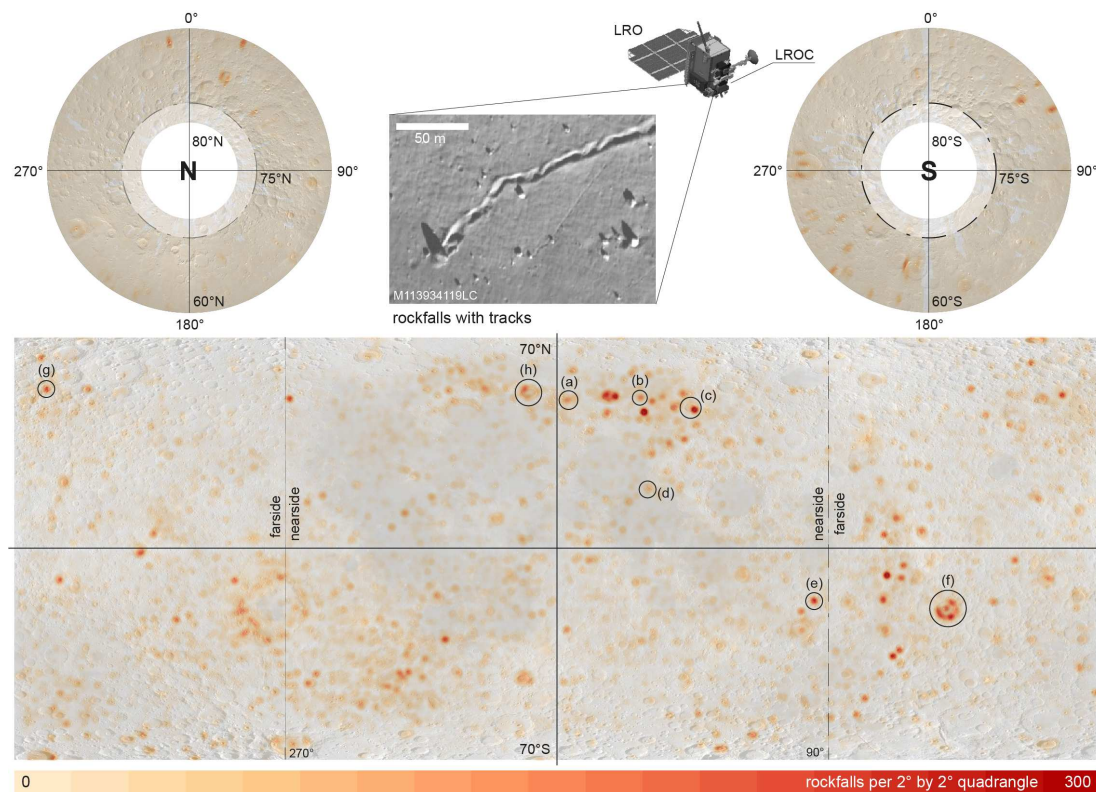 0°
0°
LRO
LROC
50 m
80°N
80°S
270°
N
90°
270°
S
90°
75°N
75°S
M113934119LC
60°N
60°S
rockfalls with tracks
180°
180°
70°N
(g)
(h)
(a)
(b)
(c)
(d)
farside
nearside
nearside
farside
(e)
(f)
270°
70°S
90°
0
rockfalls per 2° by 2° quadrangle
300